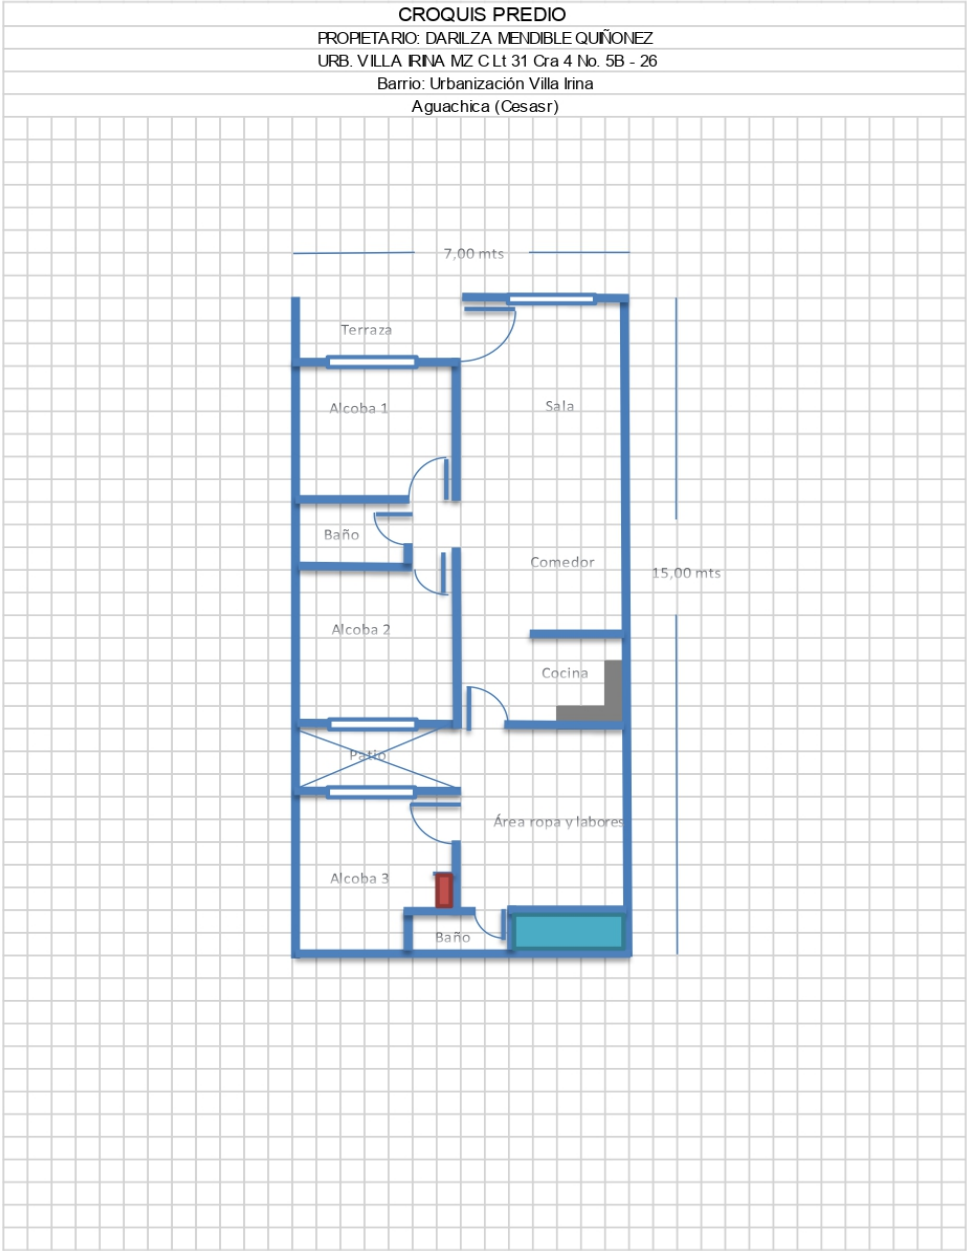 CROQUIS PREDIO
PROPIETARIO: DARILZA MENDIBLE QUIÑONEZ
URB. VILLA IRINA MZ C Lt 31 Cra 4 No. 5B - 26
Barrio: Urbanización Villa Irina
Aguachica (Cesasr)
7,00 mts
Terraza
Alcoba 1
Sala
Baño
Comedor
15,00 mts
Alcoba 2
Cocina
Patio
Área ropa y labores
Alcoba 3
Baño